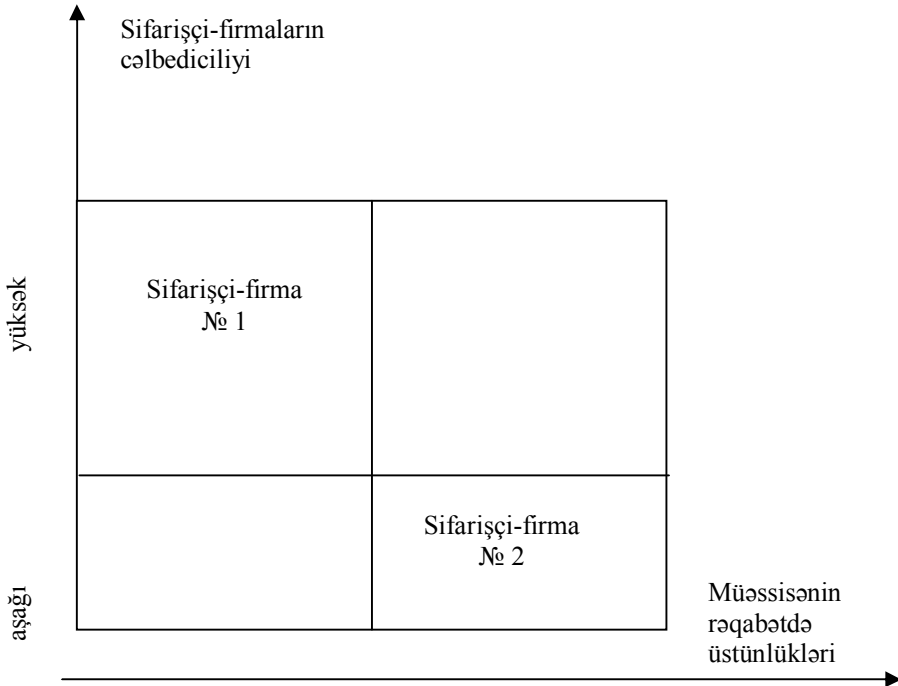 Sifarişçi-firmaların
cəlbediciliyi
yüksək
Sifarişçi-firma
№ 1
Sifarişçi-firma
№ 2
aşağı
Müəssisənin
rəqabətdə
üstünlükləri